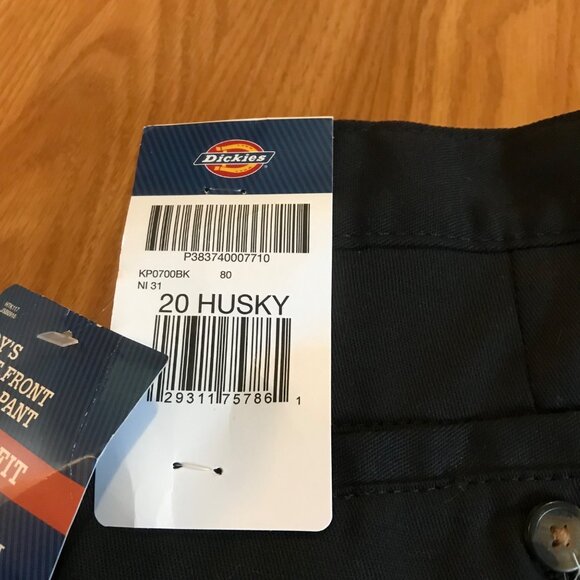 Dickies
P383740007710
KP0700BK 80
NI 31
20 HUSKY
29311 75786 1
Y'S
FRONT
PANT
FIT